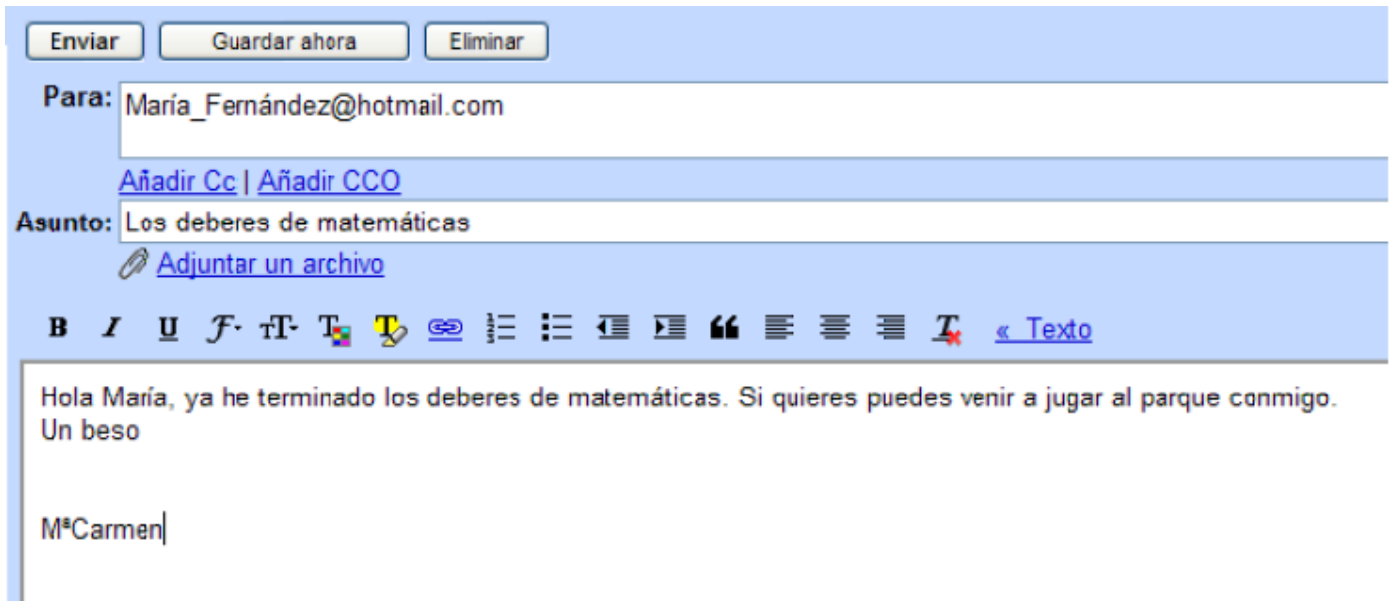 Enviar Guardar ahora Eliminar
Para: María_Fernández@hotmail.com
Añadir Cc | Añadir CCO
Asunto: Los deberes de matemáticas
Adjuntar un archivo
B I U « Texto
Hola María, ya he terminado los deberes de matemáticas. Si quieres puedes venir a jugar al parque conmigo.
Un beso
MªCarmen